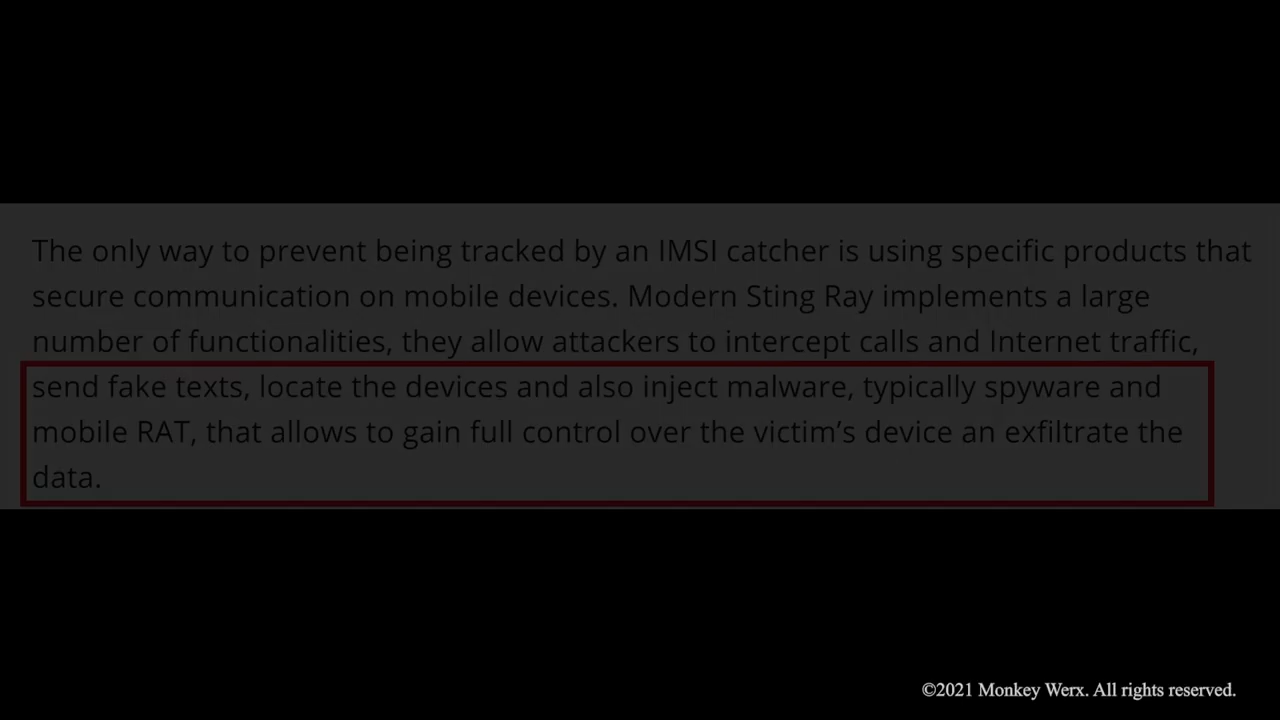 The only way to prevent being tracked by an IMSI catcher is using specific products that
secure communication on mobile devices. Modern Sting Ray implements a large
number of functionalities, they allow attackers to intercept calls and Internet traffic,
send fake texts, locate the devices and also inject malware, typically spyware and
mobile RAT, that allows to gain full control over the victim’s device an exfiltrate the
data.
©2021 Monkey Werx. All rights reserved.